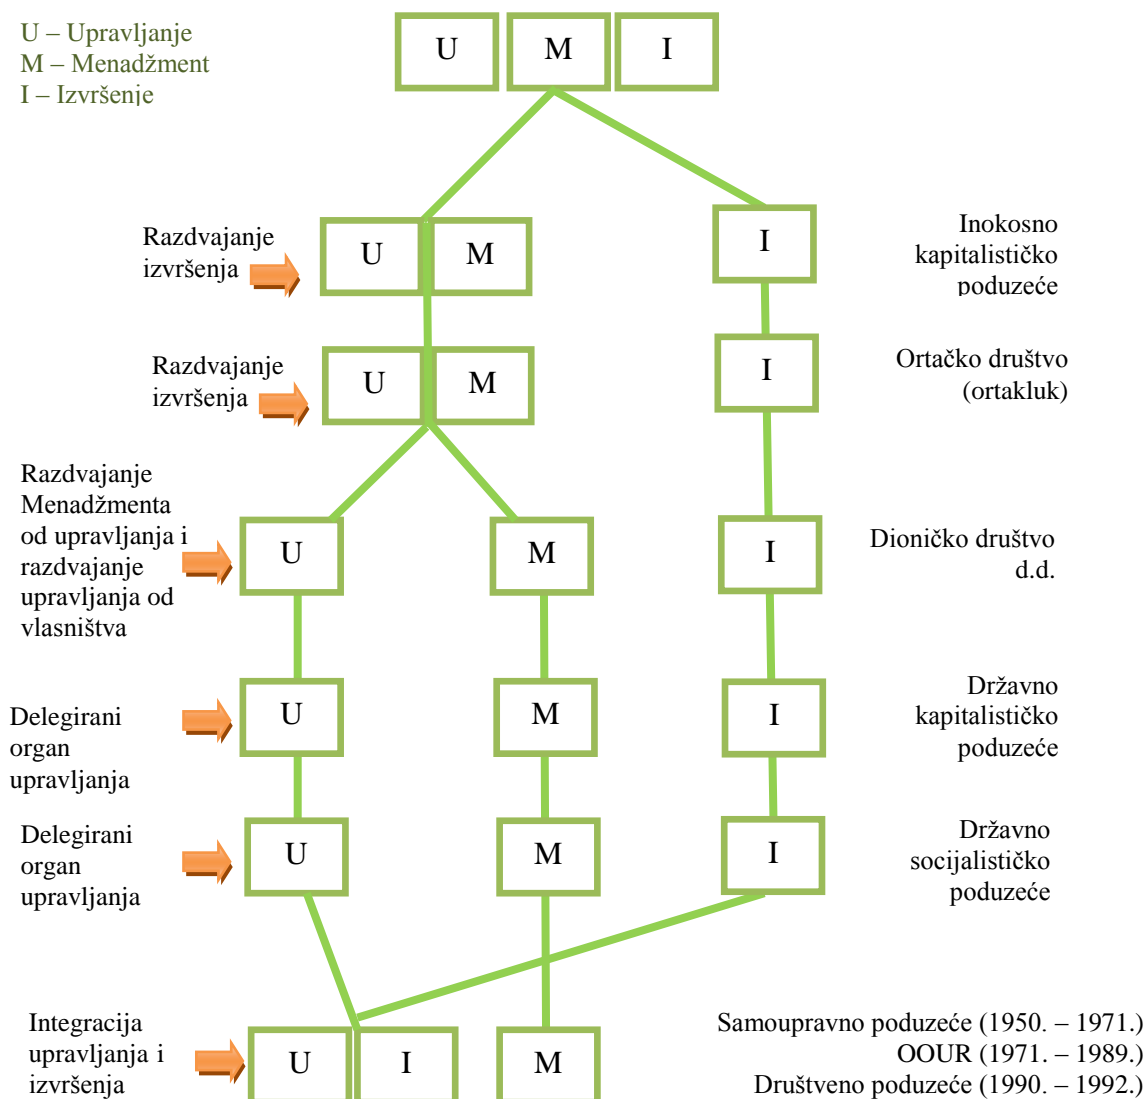 U – Upravljanje
M – Menadžment
I – Izvršenje
U
M
I
Razdvajanje
izvršenja
U
M
I
Inokosno
kapitalističko
poduzeće
Razdvajanje
izvršenja
U
M
I
Ortačko društvo
(ortakluk)
Razdvajanje
Menadžmenta
od upravljanja i
razdvajanje
upravljanja od
vlasništva
U
M
I
Dioničko društvo
d.d.
Delegirani
organ
upravljanja
U
M
I
Državno
kapitalističko
poduzeće
Delegirani
organ
upravljanja
U
M
I
Državno
socijalističko
poduzeće
Integracija
upravljanja i
izvršenja
U
I
M
Samoupravno poduzeće (1950. – 1971.)
OOUR (1971. – 1989.)
Društveno poduzeće (1990. – 1992.)